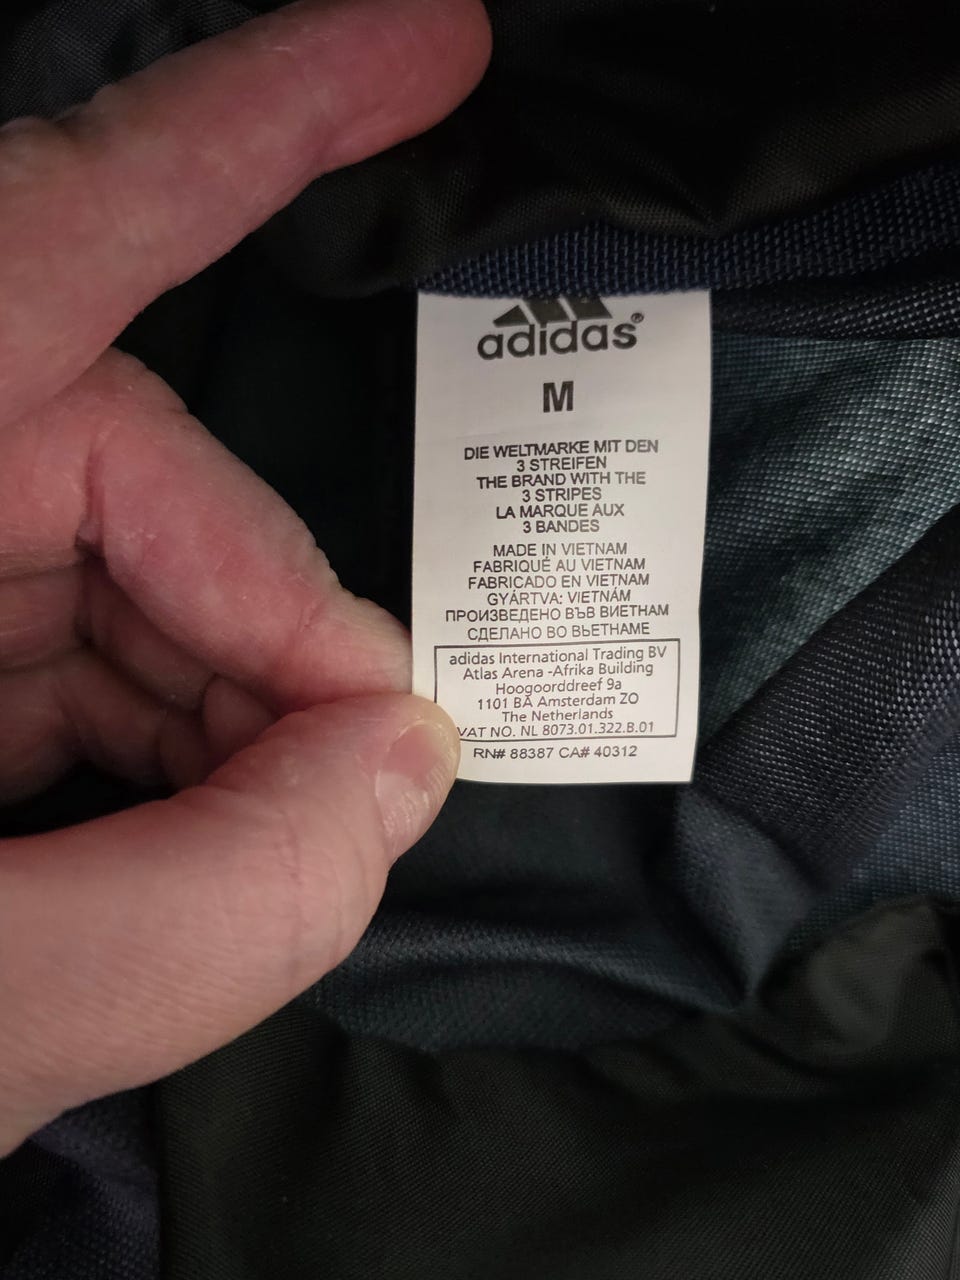 adidas®
M
DIE WELTMARKE MIT DEN
3 STREIFEN
THE BRAND WITH THE
3 STRIPES
LA MARQUE AUX
3 BANDES
MADE IN VIETNAM
FABRIQUÉ AU VIETNAM
FABRICADO EN VIETNAM
GYÁRTVA: VIETNÁM
ПРОИЗВЕДЕНО ВЪВ ВИЕТНАМ
СДЕЛАНО ВО ВЬЕТНАМЕ
adidas International Trading BV
Atlas Arena -Afrika Building
Hoogoorddreef 9a
1101 BA Amsterdam ZO
The Netherlands
VAT NO. NL 8073.01.322.B.01
RN# 88387 CA# 40312